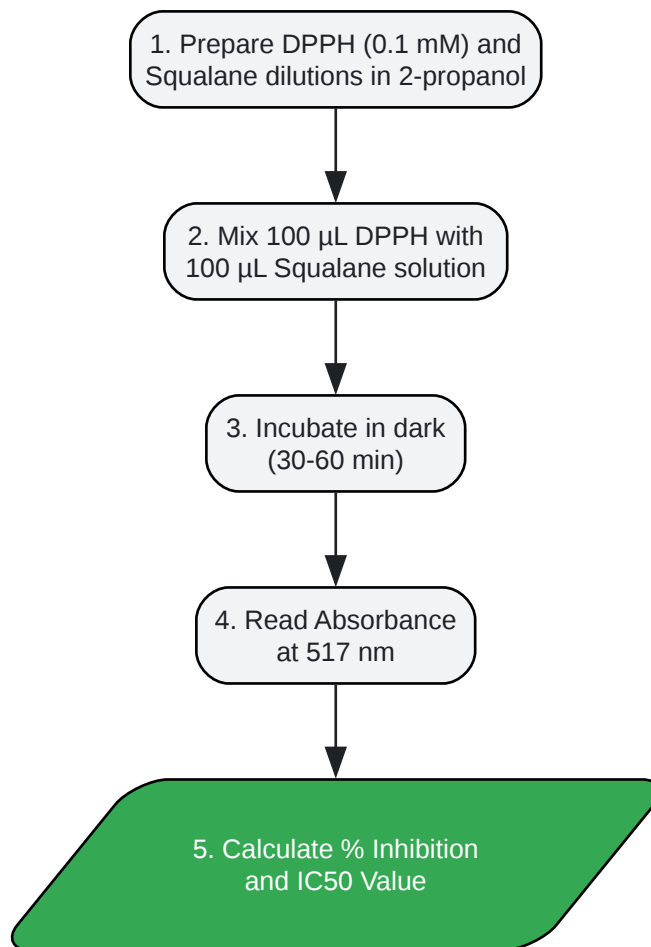 1. Prepare DPPH (0.1 mM) and
Squalane dilutions in 2-propanol
2. Mix 100 µL DPPH with
100 µL Squalane solution
3. Incubate in dark
(30-60 min)
4. Read Absorbance
at 517 nm
5. Calculate % Inhibition
and IC50 Value